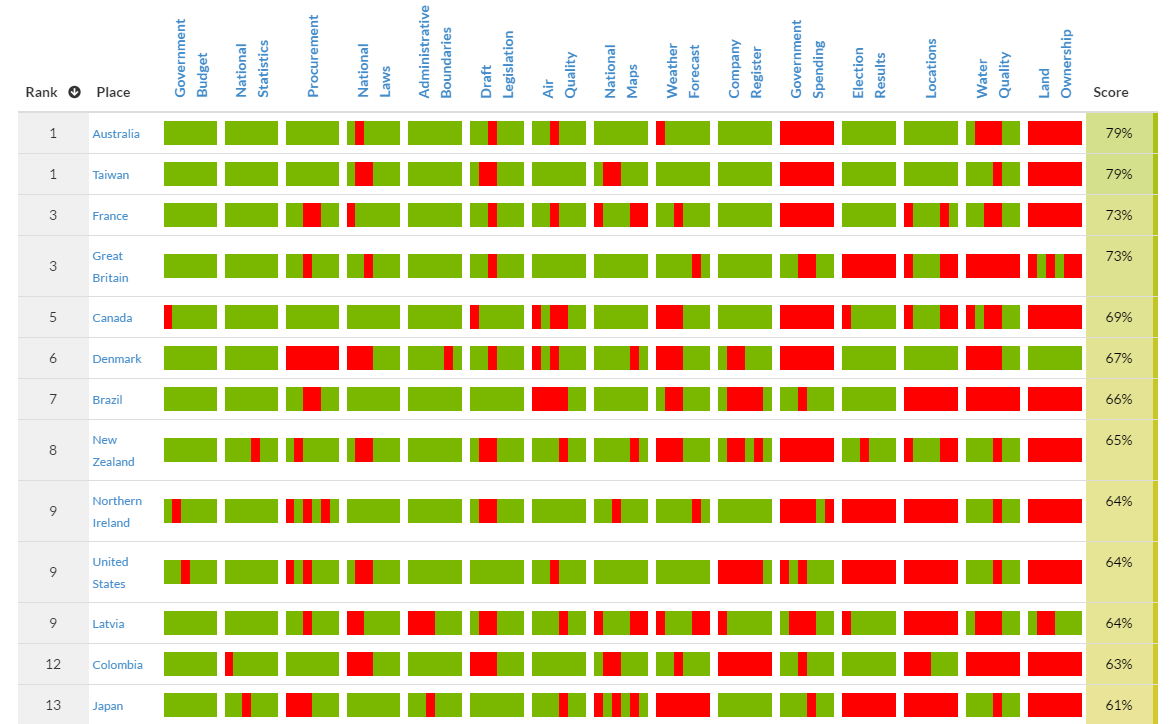 Rank Place Government Budget National Statistics Procurement National Laws Administrative Boundaries Draft Legislation Air Quality National Maps Weather Forecast Company Register Government Spending Election Results Locations Water Quality Land Ownership Score
1 Australia 79%
1 Taiwan 79%
3 France 73%
3 Great Britain 73%
5 Canada 69%
6 Denmark 67%
7 Brazil 66%
8 New Zealand 65%
9 Northern Ireland 64%
9 United States 64%
9 Latvia 64%
12 Colombia 63%
13 Japan 61%